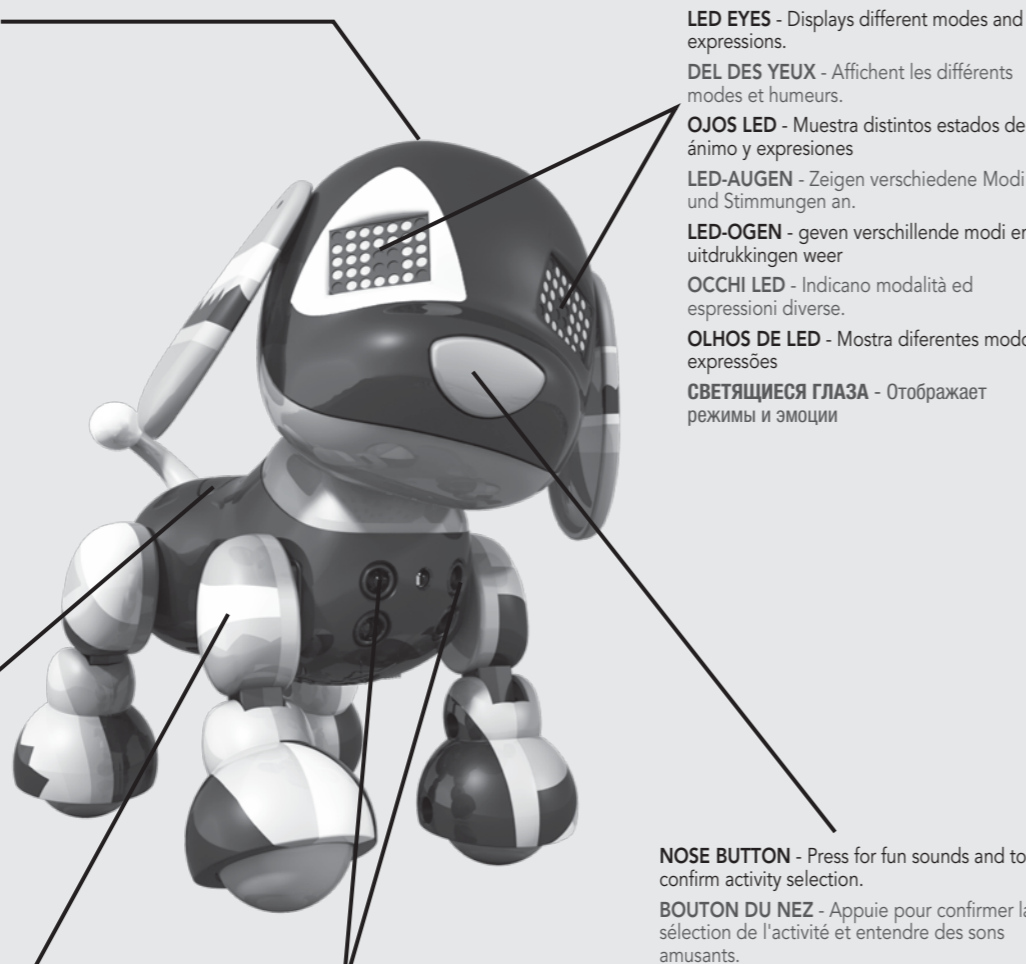 LED EYES - Displays different modes and
expressions.
DEL DES YEUX - Affichent les différents
modes et humeurs.
OJOS LED - Muestra distintos estados de
ánimo y expresiones
LED-AUGEN - Zeigen verschiedene Modi
und Stimmungen an.
LED-OGEN - geven verschillende modi en
uitdrukkingen weer
OCCHI LED - Indicano modalità ed
espressioni diverse.
OLHOS DE LED - Mostra diferentes modo
expressões
СВЕТЯЩИЕСЯ ГЛАЗА - Отображает
режимы и эмоции
NOSE BUTTON - Press for fun sounds and to
confirm activity selection.
BOUTON DU NEZ - Appuie pour confirmer la
sélection de l'activité et entendre des sons
amusants.